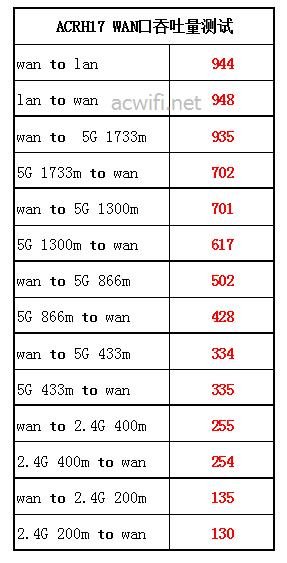 ACRH17 WAN口吞吐量测试
wan to lan 944
lan to wan 948
acwifi.net
wan to 5G 1733m 935
5G 1733m to wan 702
wan to 5G 1300m 701
5G 1300m to wan 617
wan to 5G 866m 502
5G 866m to wan 428
wan to 5G 433m 334
5G 433m to wan 335
wan to 2.4G 400m 255
2.4G 400m to wan 254
wan to 2.4G 200m 135
2.4G 200m to wan 130